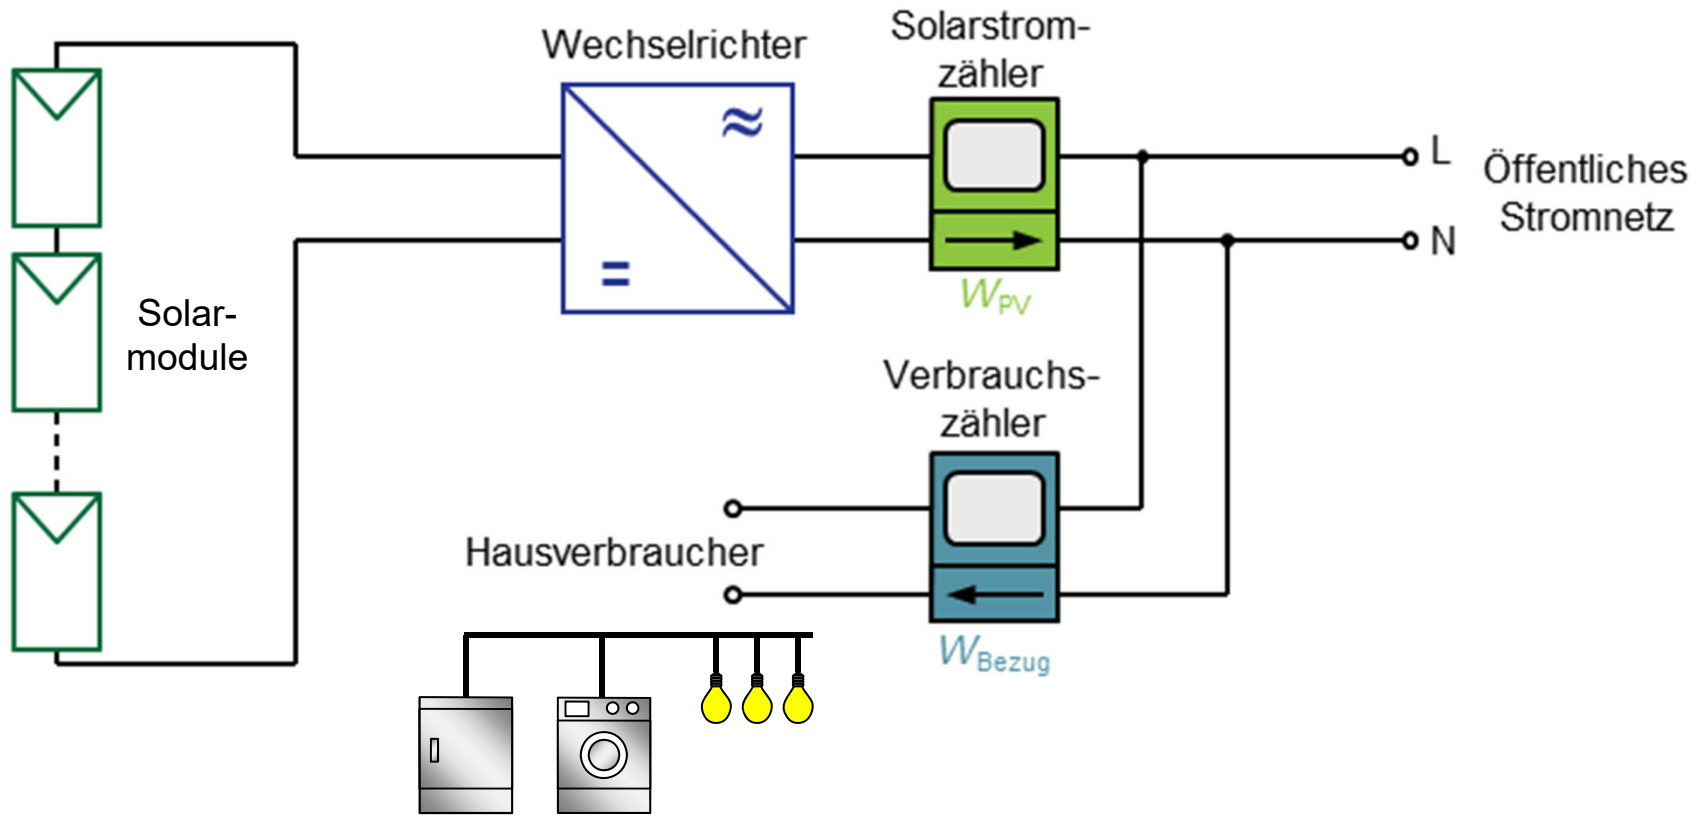 Wechselrichter
Solarstrom-
zähler
≈
=
W_PV
L
N
Öffentliches
Stromnetz
Solar-
module
Verbrauchs-
zähler
Hausverbraucher
W_Bezug